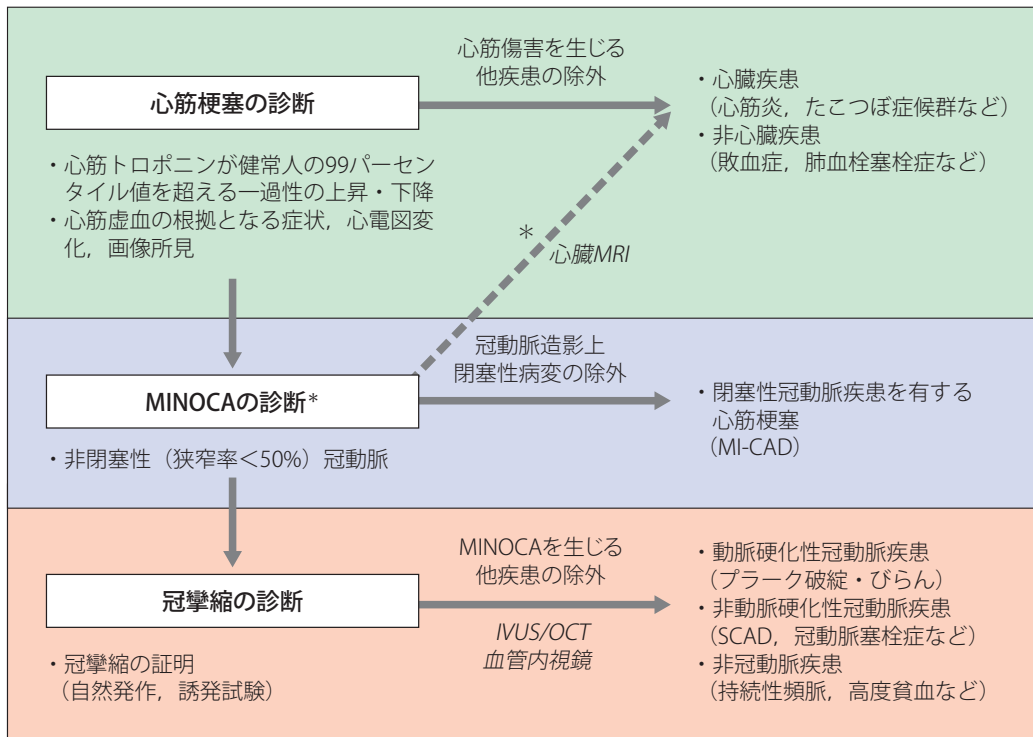 心筋梗塞の診断
心筋傷害を生じる
他疾患の除外
・心臓疾患
（心筋炎，たこつぼ症候群など）
・非心臓疾患
（敗血症，肺血栓塞栓症など）
・心筋トロポニンが健常人の99パーセン
タイル値を超える一過性の上昇・下降
・心筋虚血の根拠となる症状，心電図変
化，画像所見
＊
心臓MRI
MINOCAの診断*
冠動脈造影上
閉塞性病変の除外
・閉塞性冠動脈疾患を有する
心筋梗塞
（MI-CAD）
・非閉塞性（狭窄率＜50%）冠動脈
冠攣縮の診断
MINOCAを生じる
他疾患の除外
IVUS/OCT
血管内視鏡
・動脈硬化性冠動脈疾患
（プラーク破綻・びらん）
・非動脈硬化性冠動脈疾患
（SCAD，冠動脈塞栓症など）
・非冠動脈疾患
（持続性頻脈，高度貧血など）
・冠攣縮の証明
（自然発作，誘発試験）